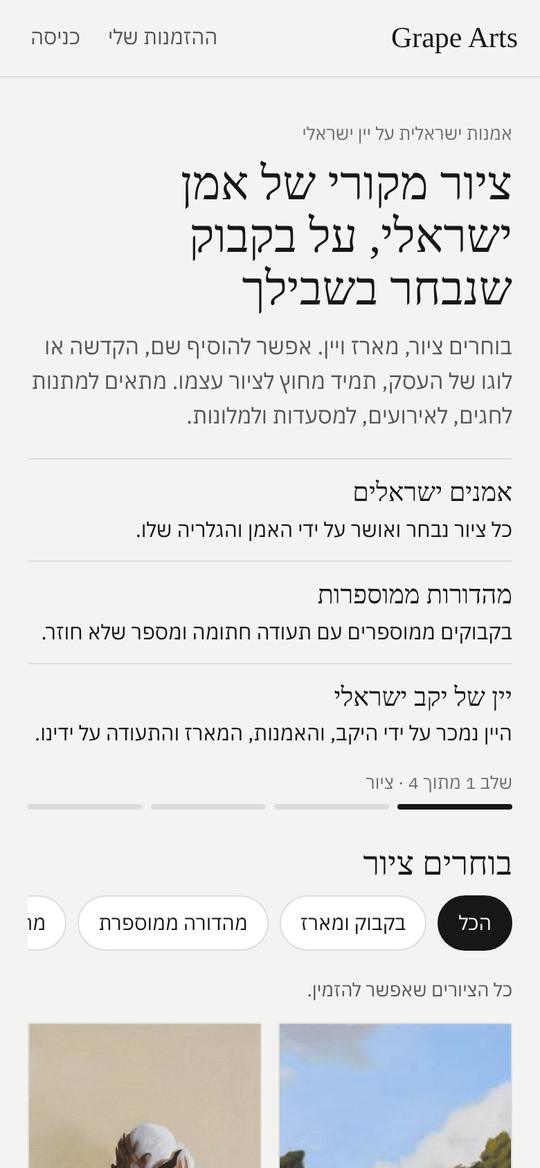 Grape Arts
ההזמנות שלי
כניסה
אמנות ישראלית על יין ישראלי
ציור מקורי של אמן
ישראלי, על בקבוק
שנבחר בשבילך
בוחרים ציור, מארז ויין. אפשר להוסיף שם, הקדשה או
לוגו של העסק, תמיד מחוץ לציור עצמו. מתאים למתנות
לחגים, לאירועים, למסעדות ולמלונות.
אמנים ישראלים
כל ציור נבחר ואושר על ידי האמן והגלריה שלו.
מהדורות ממוספרות
בקבוקים ממוספרים עם תעודה חתומה ומספר שלא חוזר.
יין של יקב ישראלי
היין נמכר על ידי היקב, והאמנות, המארז והתעודה על ידינו.
שלב 1 מתוך 4 · ציור
בוחרים ציור
הכל
בקבוק ומארז
מהדורה ממוספרת
כל הציורים שאפשר להזמין.